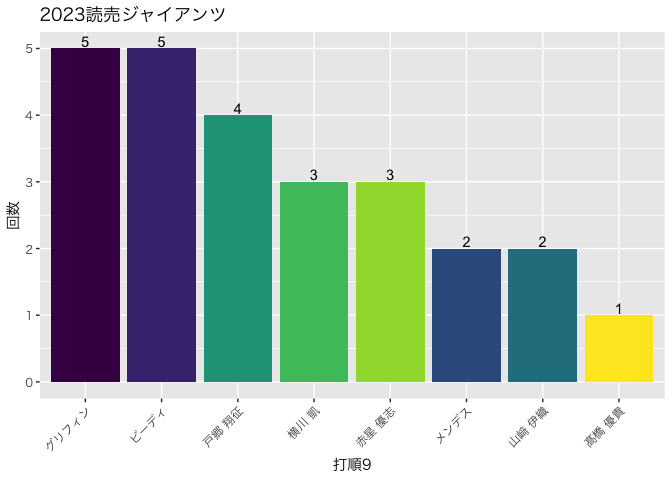 2023読売ジャイアンツ
5
5
4
3
3
2
2
1
回数
5
4
3
2
1
0
グリフィン
ビーディ
戸郷 翔征
横川 凱
赤星 優志
メンデス
山﨑 伊織
髙橋 優貴
打順9